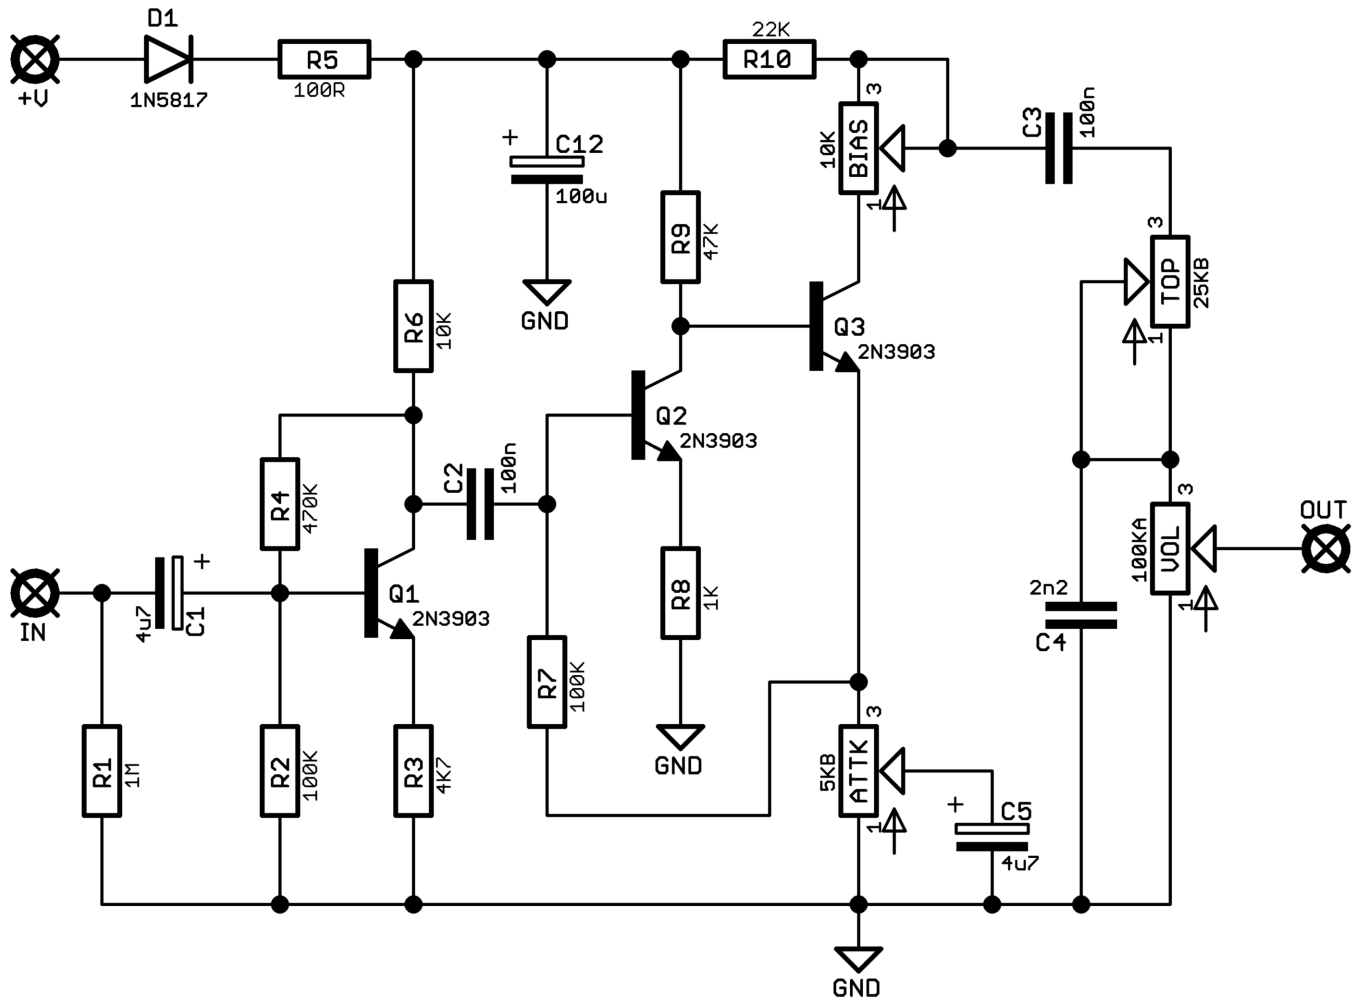 D1
22K
+V
R5
R10
1N5817
100R
3
C3
100n
+
C12
10K
BIAS
100u
1
R9
47K
3
TOP
25KB
R6
10K
GND
Q3
2N3903
1
Q2
2N3903
C2
100n
R4
470K
3
OUT
100KA
VOL
+
IN
4u7
C1
Q1
2N3903
R8
1K
2n2
C4
1
R7
100K
3
R1
1M
R2
100K
R3
4K7
GND
5KB
ATTK
+
C5
1
4u7
GND